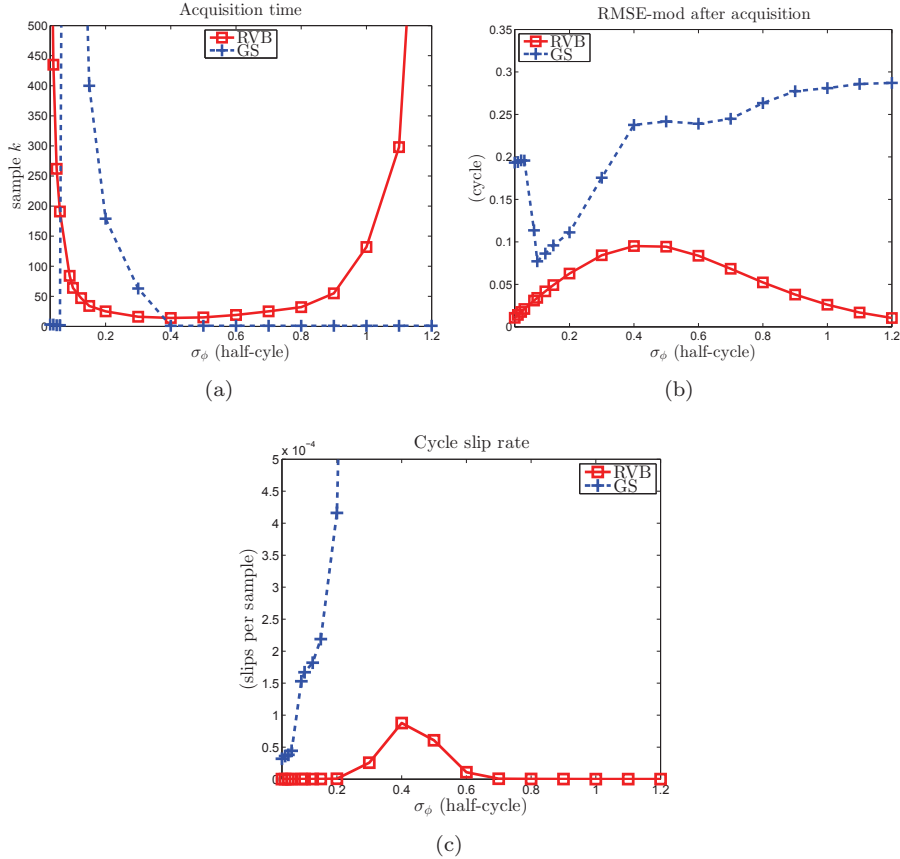 Acquisition time
500
450
400
350
300
250
200
150
100
50
0
0.2
0.4
0.6
0.8
1.0
1.2
sample k
σϕ (half-cyle)
RVB
GS
(a)
RMSE-mod after acquisition
0.35
0.3
0.25
0.2
0.15
0.1
0.05
0
0.2
0.4
0.6
0.8
1.0
1.2
(cycle)
σϕ (half-cycle)
RVB
GS
(b)
Cycle slip rate
x 10⁻⁴
5
4.5
4
3.5
3
2.5
2
1.5
1
0.5
0
0.2
0.4
0.6
0.8
1
1.2
(slips per sample)
σϕ (half-cycle)
RVB
GS
(c)